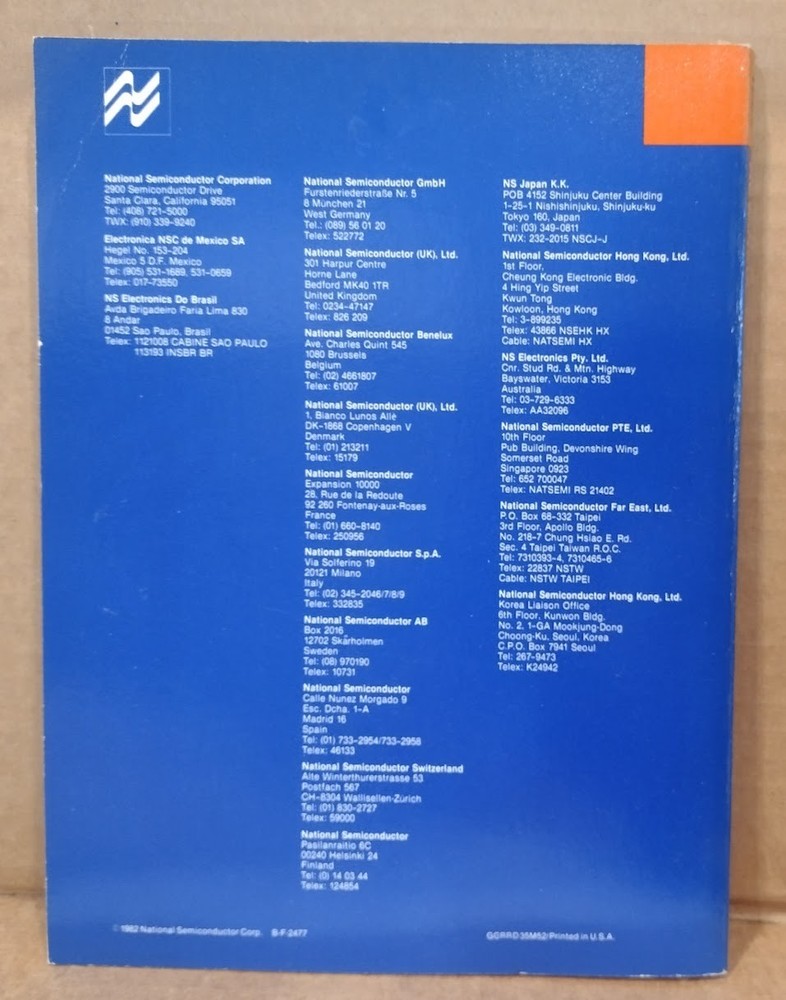 National Semiconductor Corporation
2900 Semiconductor Drive
Santa Clara, California 95051
Tel: (408) 721-5000
TWX: (910) 339-9240
Electronica NSC de Mexico SA
Hegel No. 153-204
Mexico 5 D.F. Mexico
Tel: (905) 531-1689, 531-0659
Telex: 017-73550
NS Electronics Do Brasil
Avda Brigadeiro Faria Lima 830
8 Andar
01452 Sao Paulo, Brasil
Telex: 1121008 CABINE SAO PAULO
113193 INSBR BR
National Semiconductor GmbH
Furstenriederstraße Nr. 5
8 München 21
West Germany
Tel.: (089) 56 01 20
Telex: 522772
National Semiconductor (UK), Ltd.
301 Harpur Centre
Horne Lane
Bedford MK40 1TR
United Kingdom
Tel: 0234-47147
Telex: 826 209
National Semiconductor Benelux
Ave. Charles Quint 545
1080 Brussels
Belgium
Tel: (02) 4661807
Telex: 61007
National Semiconductor (UK), Ltd.
1, Bianco Lunos Allé
DK-1868 Copenhagen V
Denmark
Tel: (01) 213211
Telex: 15179
National Semiconductor
Expansion 10000
28, Rue de la Redoute
92 260 Fontenay-aux-Roses
France
Tel: (01) 660-8140
Telex: 250956
National Semiconductor S.p.A.
Via Solferino 19
20121 Milano
Italy
Tel: (02) 345-2046/7/8/9
Telex: 332835
National Semiconductor AB
Box 2016
12702 Skärholmen
Sweden
Tel: (08) 970190
Telex: 10731
National Semiconductor
Calle Nunez Morgado 9
Esc. Dcha. 1-A
Madrid 16
Spain
Tel: (01) 733-2954/733-2958
Telex: 46133
National Semiconductor Switzerland
Alte Winterthurerstrasse 53
Postfach 567
CH-8304 Wallisellen-Zürich
Tel: (01) 830-2727
Telex: 59000
National Semiconductor
Pasilanraitio 6C
00240 Helsinki 24
Finland
Tel: (0) 14 03 44
Telex: 124854
NS Japan K.K.
POB 4152 Shinjuku Center Building
1-25-1 Nishishinjuku, Shinjuku-ku
Tokyo 160, Japan
Tel: (03) 349-0811
TWX: 232-2015 NSCJ-J
National Semiconductor Hong Kong, Ltd.
1st Floor,
Cheung Kong Electronic Bldg.
4 Hing Yip Street
Kwun Tong
Kowloon, Hong Kong
Tel: 3-899235
Telex: 43866 NSEHK HX
Cable: NATSEMI HX
NS Electronics Pty. Ltd.
Cnr. Stud Rd. & Mtn. Highway
Bayswater, Victoria 3153
Australia
Tel: 03-729-6333
Telex: AA32096
National Semiconductor PTE, Ltd.
10th Floor
Pub Building, Devonshire Wing
Somerset Road
Singapore 0923
Tel: 652 700047
Telex: NATSEMI RS 21402
National Semiconductor Far East, Ltd.
P.O. Box 68-332 Taipei
3rd Floor, Apollo Bldg.
No. 218-7 Chung Hsiao E. Rd.
Sec. 4 Taipei Taiwan R.O.C.
Tel: 7310393-4, 7310465-6
Telex: 22837 NSTW
Cable: NSTW TAIPEI
National Semiconductor Hong Kong, Ltd.
Korea Liaison Office
6th Floor, Kunwon Bldg.
No. 2, 1-GA Mookjung-Dong
Choong-Ku, Seoul, Korea
C.P.O. Box 7941 Seoul
Tel: 267-9473
Telex: K24942
© 1982 National Semiconductor Corp. B-F-2477
Printed in U.S.A.